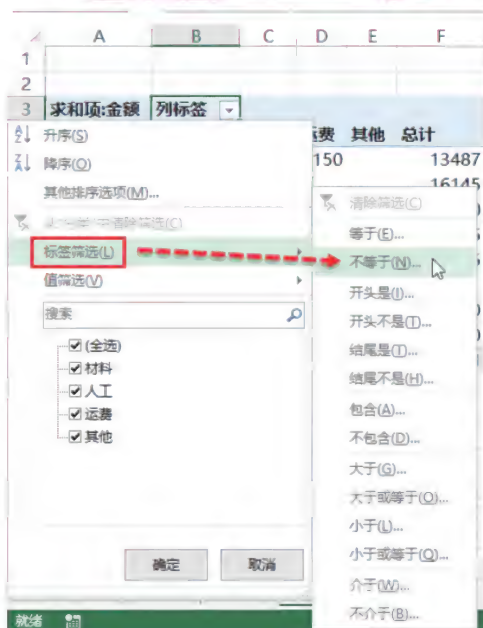 A B C D E F
1
2
3 求和项:金额 列标签
运费 其他 总计
150 13487
16145
升序(S)
降序(O)
其他排序选项(M)...
标签筛选(L)
值筛选(V)
搜索
(全选)
材料
人工
运费
其他
确定 取消
清除筛选(C)
等于(E)...
不等于(N)...
开头是(I)...
开头不是(T)...
结尾是(T)...
结尾不是(H)...
包含(A)...
不包含(D)...
大于(G)...
大于或等于(O)...
小于(L)...
小于或等于(Q)...
介于(W)...
不介于(B)...
就绪